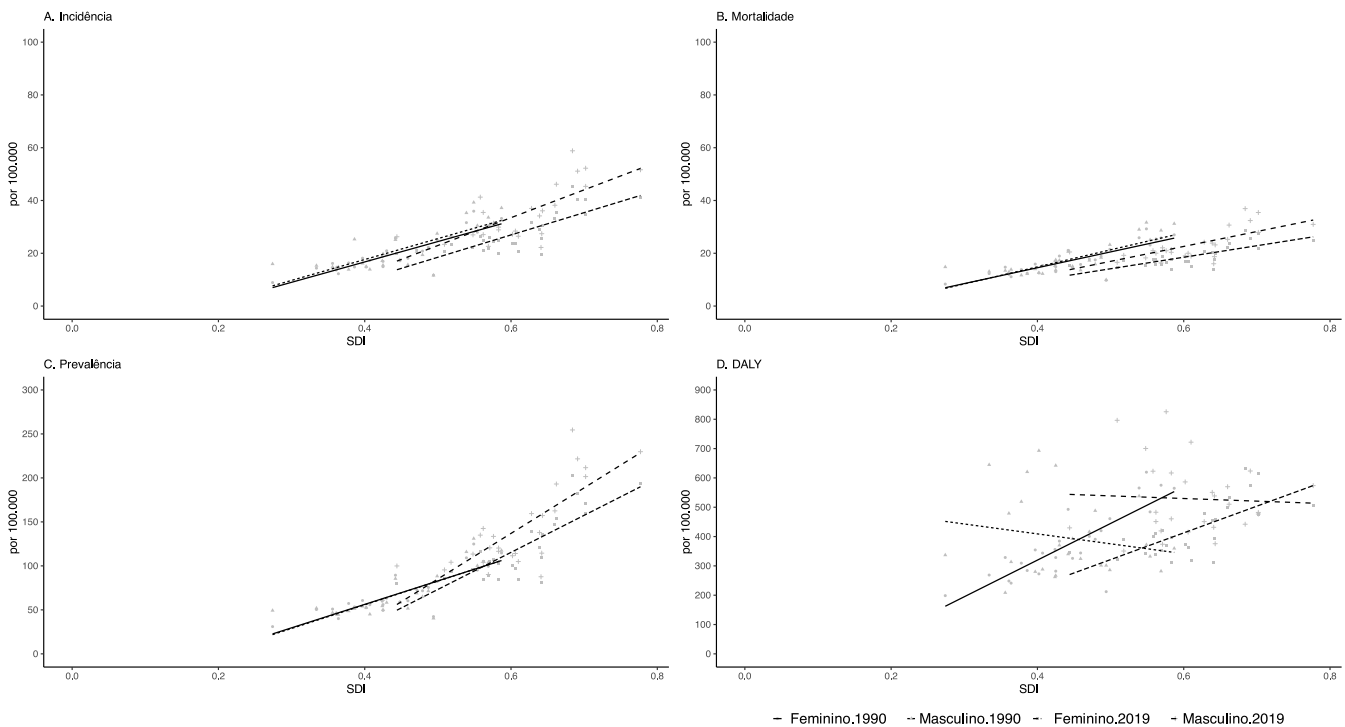 A. Incidência
100
80
60
40
20
0
por 100.000
0.0 0.2 0.4 0.6 0.8
SDI
B. Mortalidade
100
80
60
40
20
0
por 100.000
0.0 0.2 0.4 0.6 0.8
SDI
C. Prevalência
300
250
200
150
100
50
0
por 100.000
0.0 0.2 0.4 0.6 0.8
SDI
D. DALY
900
800
700
600
500
400
300
200
100
0
por 100.000
0.0 0.2 0.4 0.6 0.8
SDI
Feminino.1990 Masculino.1990 Feminino.2019 Masculino.2019